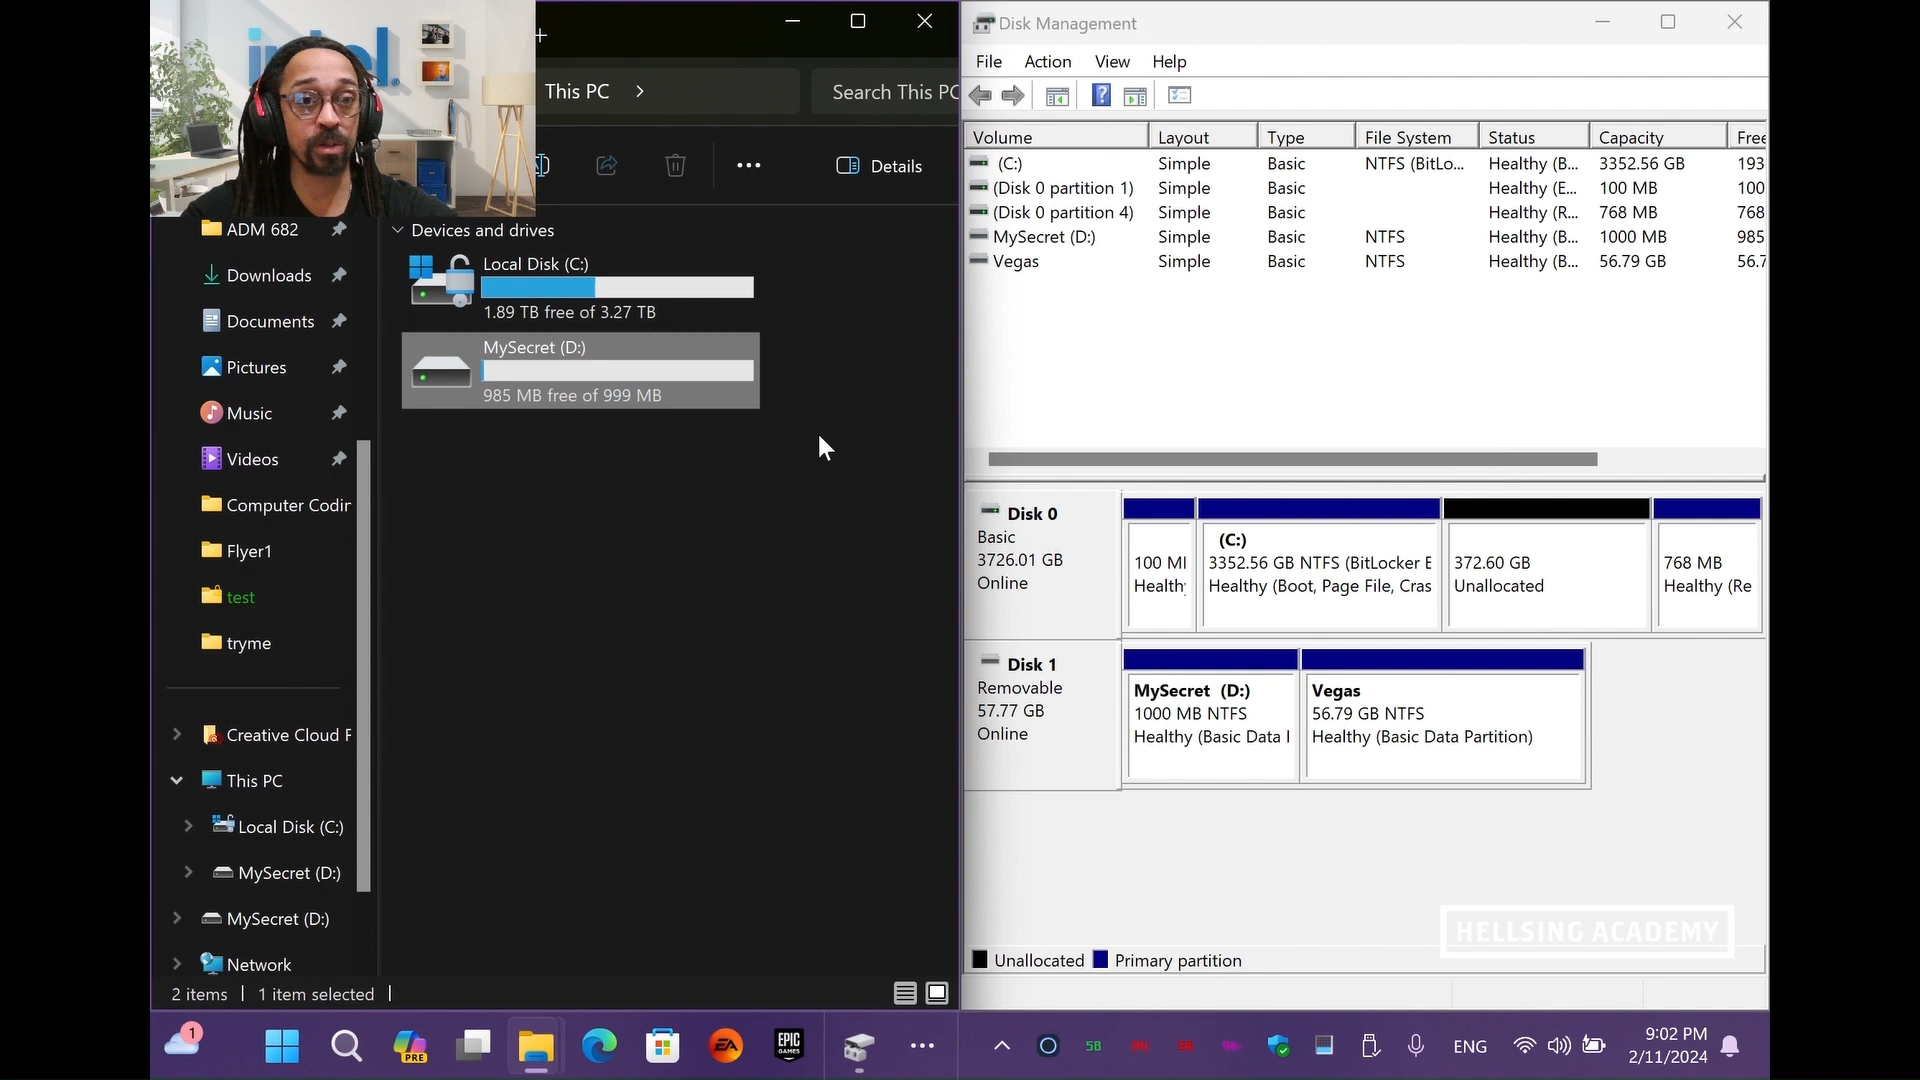 intel.
This PC
Search This PC
Details
ADM 682
Downloads
Documents
Pictures
Music
Videos
Computer Codin
Flyer1
test
tryme
Creative Cloud F
This PC
Local Disk (C:)
MySecret (D:)
MySecret (D:)
Network
Devices and drives
Local Disk (C:)
1.89 TB free of 3.27 TB
MySecret (D:)
985 MB free of 999 MB
2 items
1 item selected
Disk Management
File Action View Help
Volume Layout Type File System Status Capacity Free
(C:) Simple Basic NTFS (BitLo... Healthy (B... 3352.56 GB 193
(Disk 0 partition 1) Simple Basic Healthy (E... 100 MB 100
(Disk 0 partition 4) Simple Basic Healthy (R... 768 MB 768
MySecret (D:) Simple Basic NTFS Healthy (B... 1000 MB 985
Vegas Simple Basic NTFS Healthy (B... 56.79 GB 56.7
Disk 0
Basic
3726.01 GB
Online
100 MI
Healthy
(C:)
3352.56 GB NTFS (BitLocker E
Healthy (Boot, Page File, Cras
372.60 GB
Unallocated
768 MB
Healthy (Re
Disk 1
Removable
57.77 GB
Online
MySecret (D:)
1000 MB NTFS
Healthy (Basic Data I
Vegas
56.79 GB NTFS
Healthy (Basic Data Partition)
HELLSING ACADEMY
Unallocated
Primary partition
1
PRE
EA
EPIC
GAMES
58
ENG
9:02 PM
2/11/2024